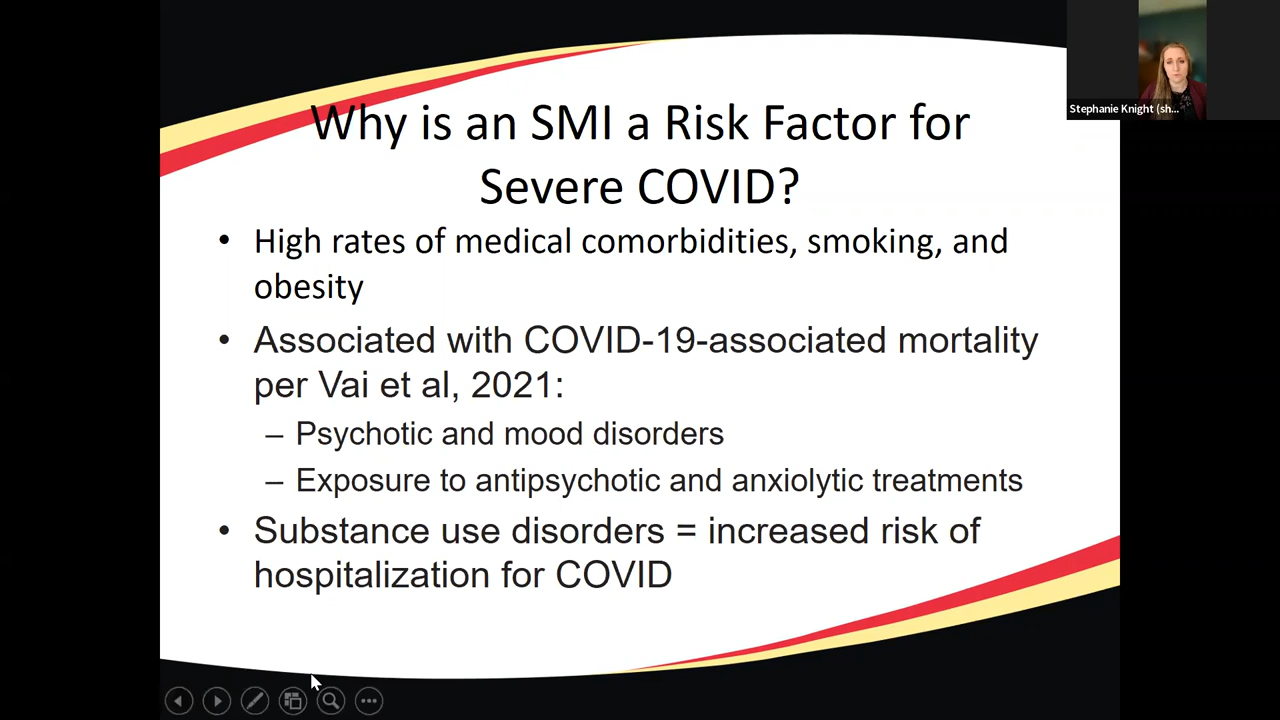 Why is an SMI a Risk Factor for
Severe COVID?
• High rates of medical comorbidities, smoking, and
obesity
• Associated with COVID-19-associated mortality
per Vai et al, 2021:
– Psychotic and mood disorders
– Exposure to antipsychotic and anxiolytic treatments
• Substance use disorders = increased risk of
hospitalization for COVID
Stephanie Knight (sh...